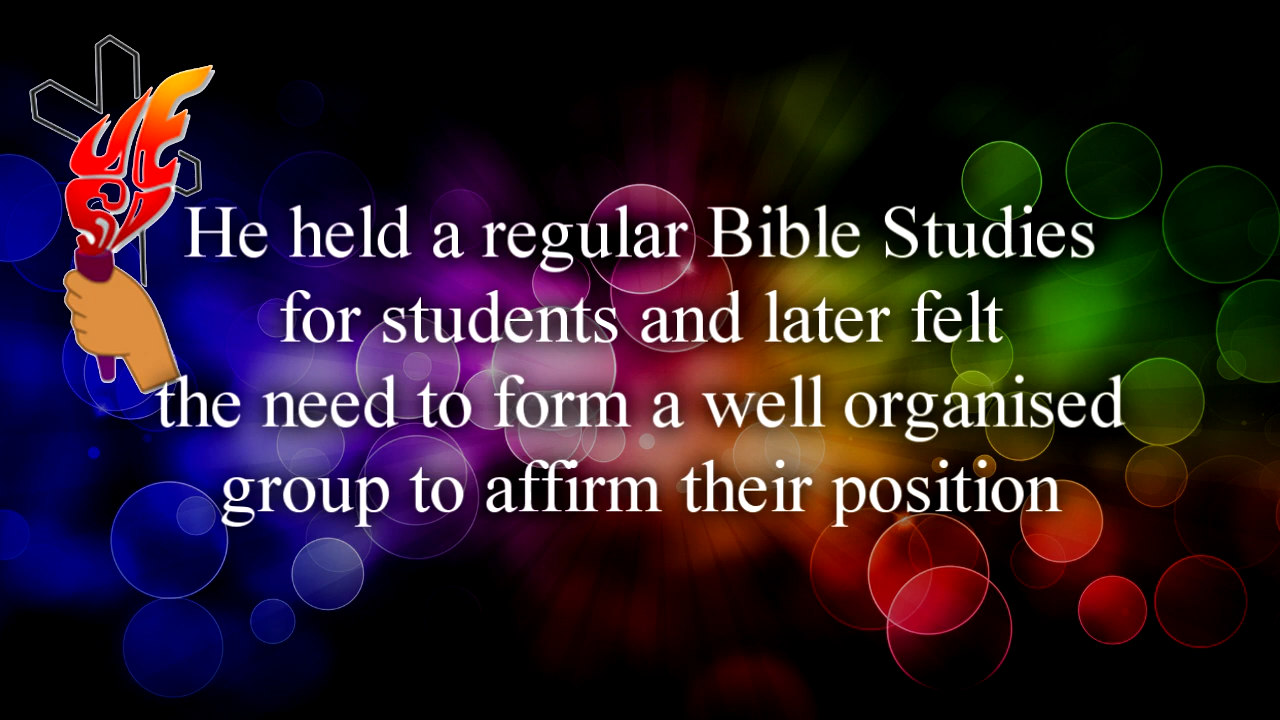 He held a regular Bible Studies
for students and later felt
the need to form a well organised
group to affirm their position